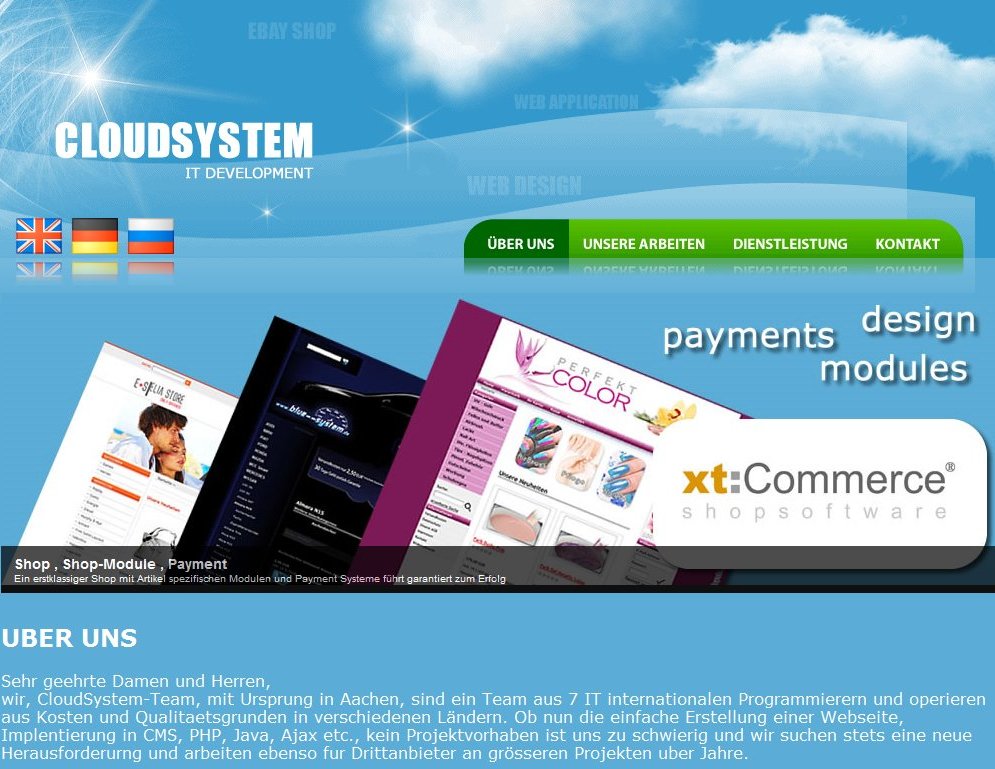 EBAY SHOP
WEB APPLICATION
CLOUDSYSTEM
IT DEVELOPMENT
WEB DESIGN
ÜBER UNS UNSERE ARBEITEN DIENSTLEISTUNG KONTAKT
payments design
modules
PERFEKT
COLOR
Unsere Neuheiten
xt:Commerce®
shopsoftware
Shop , Shop-Module , Payment
Ein erstklassiger Shop mit Artikel spezifischen Modulen und Payment Systeme führt garantiert zum Erfolg
UBER UNS
Sehr geehrte Damen und Herren,
wir, CloudSystem-Team, mit Ursprung in Aachen, sind ein Team aus 7 IT internationalen Programmierern und operieren
aus Kosten und Qualitaetsgrunden in verschiedenen Ländern. Ob nun die einfache Erstellung einer Webseite,
Implentierung in CMS, PHP, Java, Ajax etc., kein Projektvorhaben ist uns zu schwierig und wir suchen stets eine neue
Herausforderurng und arbeiten ebenso fur Drittanbieter an grösseren Projekten uber Jahre.